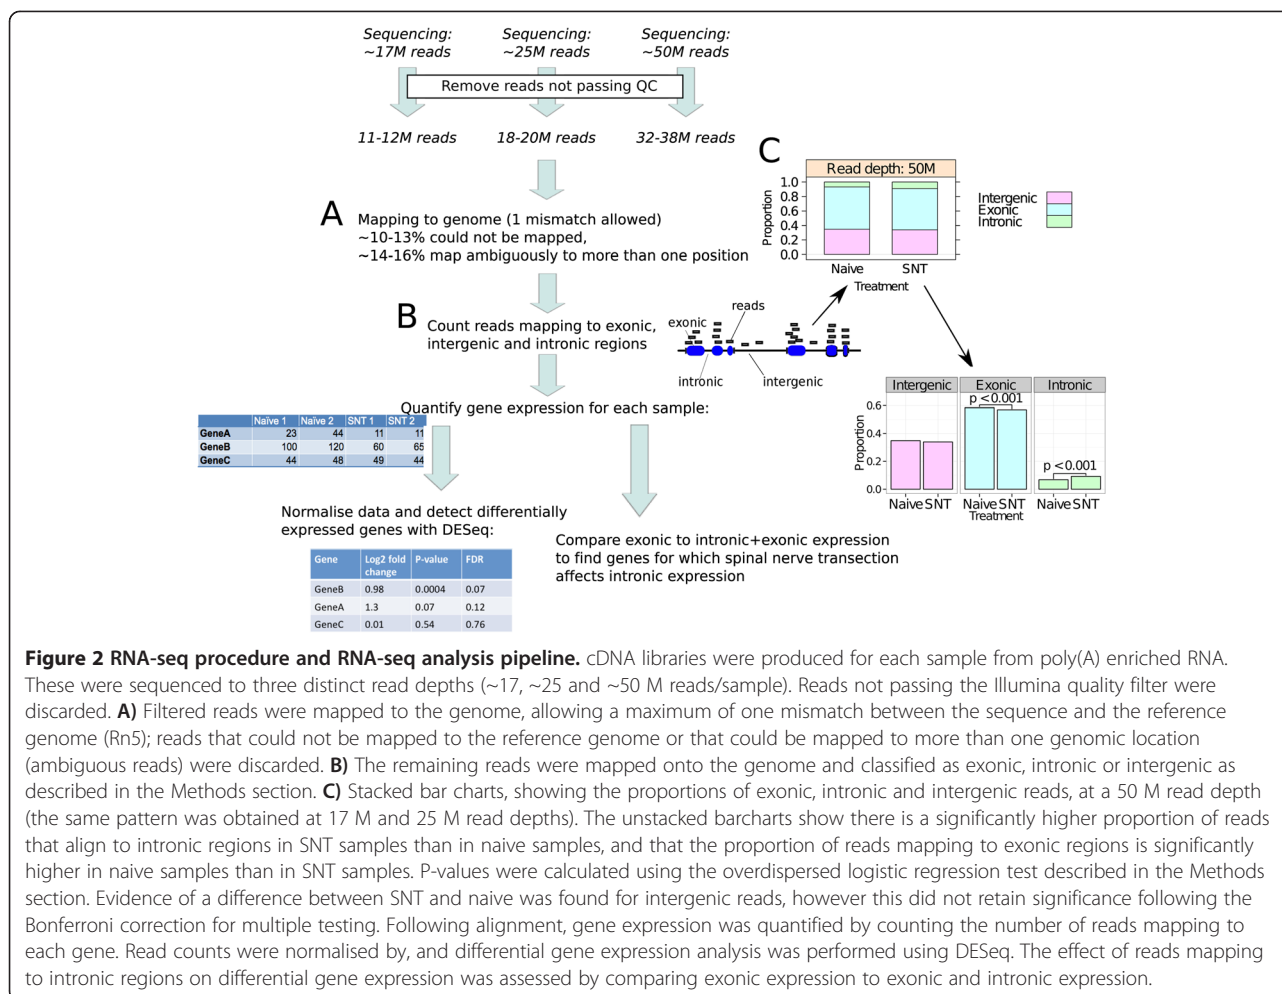 Sequencing: Sequencing: Sequencing:
~17M reads ~25M reads ~50M reads
Remove reads not passing QC
11-12M reads 18-20M reads 32-38M reads
A
Mapping to genome (1 mismatch allowed)
~10-13% could not be mapped,
~14-16% map ambiguously to more than one position
C
Read depth: 50M
Proportion
1.0
0.8
0.6
0.4
0.2
0.0
Naive SNT
Treatment
Intergenic
Exonic
Intronic
B
Count reads mapping to exonic,
intergenic and intronic regions
reads
exonic
intronic intergenic
Intergenic Exonic Intronic
Proportion
0.6
0.4
0.2
0.0
p < 0.001
p < 0.001
Naive SNT Naive SNT Naive SNT
Treatment
Quantify gene expression for each sample:
Naïve 1 Naïve 2 SNT 1 SNT 2
GeneA 23 44 11 11
GeneB 100 120 60 65
GeneC 44 48 49 44
Normalise data and detect differentially
expressed genes with DESeq:
Gene Log2 fold change P-value FDR
GeneB 0.98 0.0004 0.07
GeneA 1.3 0.07 0.12
GeneC 0.01 0.54 0.76
Compare exonic to intronic+exonic expression
to find genes for which spinal nerve transection
affects intronic expression
Figure 2 RNA-seq procedure and RNA-seq analysis pipeline. cDNA libraries were produced for each sample from poly(A) enriched RNA.
These were sequenced to three distinct read depths (~17, ~25 and ~50 M reads/sample). Reads not passing the Illumina quality filter were
discarded. A) Filtered reads were mapped to the genome, allowing a maximum of one mismatch between the sequence and the reference
genome (Rn5); reads that could not be mapped to the reference genome or that could be mapped to more than one genomic location
(ambiguous reads) were discarded. B) The remaining reads were mapped onto the genome and classified as exonic, intronic or intergenic as
described in the Methods section. C) Stacked bar charts, showing the proportions of exonic, intronic and intergenic reads, at a 50 M read depth
(the same pattern was obtained at 17 M and 25 M read depths). The unstacked barcharts show there is a significantly higher proportion of reads
that align to intronic regions in SNT samples than in naive samples, and that the proportion of reads mapping to exonic regions is significantly
higher in naive samples than in SNT samples. P-values were calculated using the overdispersed logistic regression test described in the Methods
section. Evidence of a difference between SNT and naive was found for intergenic reads, however this did not retain significance following the
Bonferroni correction for multiple testing. Following alignment, gene expression was quantified by counting the number of reads mapping to
each gene. Read counts were normalised by, and differential gene expression analysis was performed using DESeq. The effect of reads mapping
to intronic regions on differential gene expression was assessed by comparing exonic expression to exonic and intronic expression.